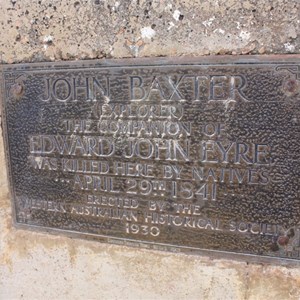 JOHN BAXTER
(EXPLORER)
THE COMPANION OF
EDWARD JOHN EYRE
WAS KILLED HERE BY NATIVES
APRIL 29TH 1841
ERECTED BY THE
WESTERN AUSTRALIAN HISTORICAL SOCIETY
1930